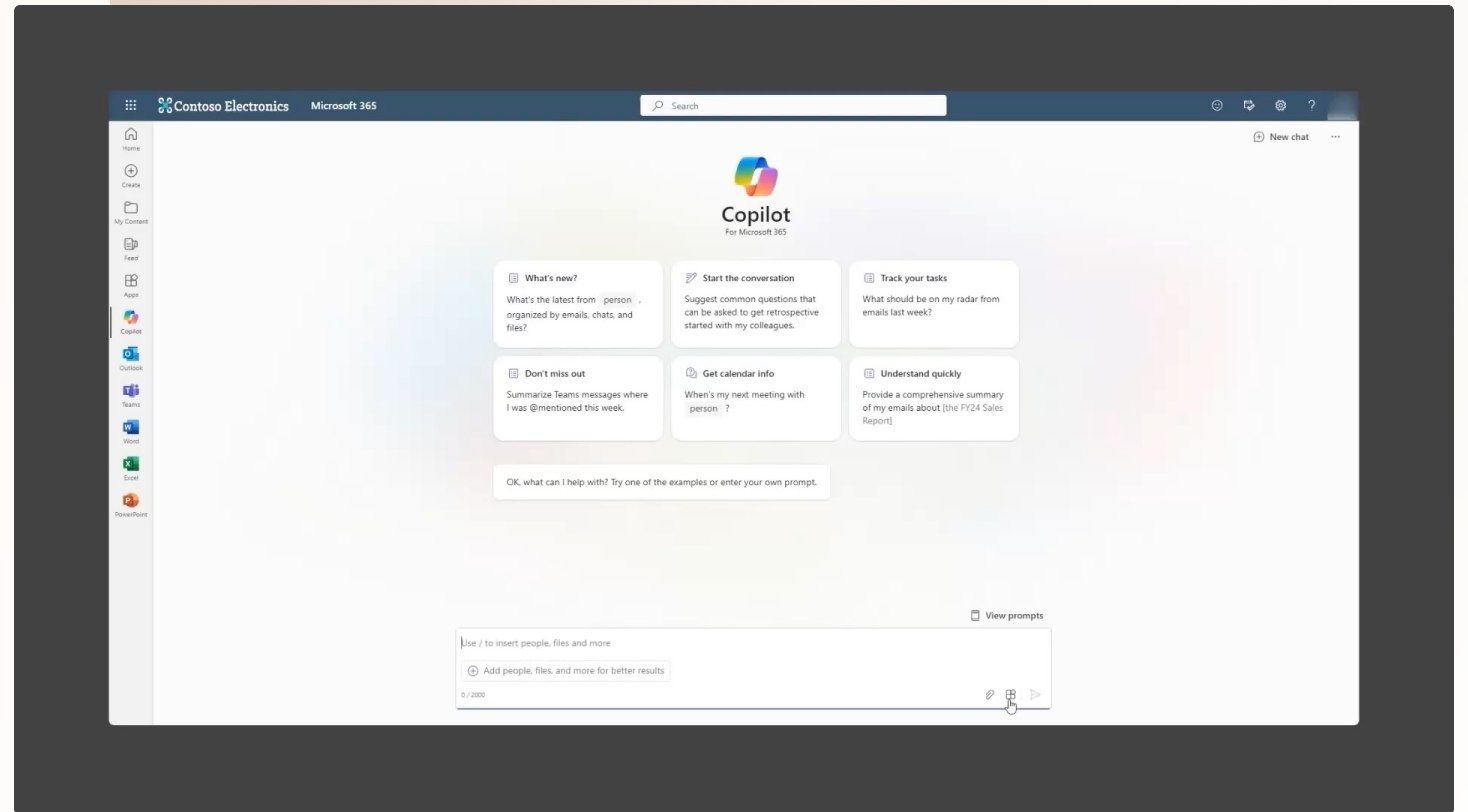 Contoso Electronics
Microsoft 365
Search
Home
Create
My Content
Feed
Apps
Copilot
Outlook
Teams
Word
Excel
PowerPoint
New chat
Copilot
For Microsoft 365
What's new?
What's the latest from person ,
organized by emails, chats, and
files?
Start the conversation
Suggest common questions that
can be asked to get retrospective
started with my colleagues.
Track your tasks
What should be on my radar from
emails last week?
Don't miss out
Summarize Teams messages where
I was @mentioned this week.
Get calendar info
When's my next meeting with
person ?
Understand quickly
Provide a comprehensive summary
of my emails about [the FY24 Sales
Report]
OK, what can I help with? Try one of the examples or enter your own prompt.
View prompts
Use / to insert people, files and more
Add people, files, and more for better results
0 / 2000